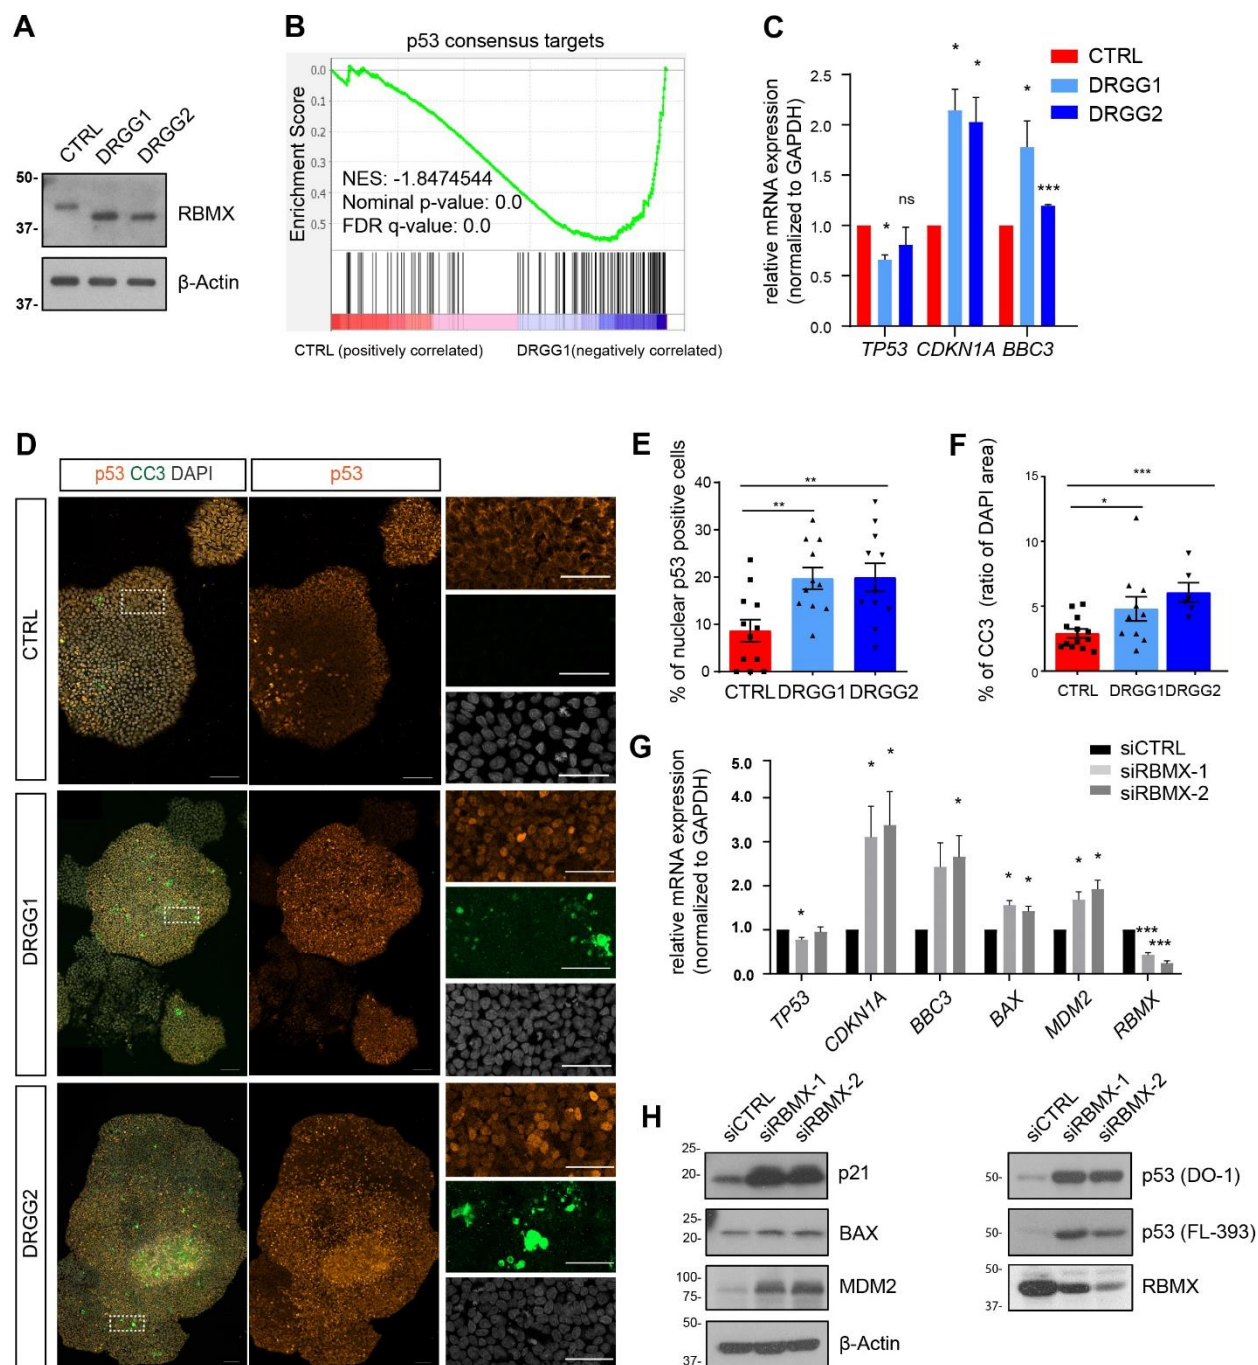 A
CTRL
DRGG1
DRGG2
50-
37-
RBMX
37-
β-Actin
B
p53 consensus targets
Enrichment Score
0.0
0.1
0.2
0.3
0.4
0.5
NES: -1.8474544
Nominal p-value: 0.0
FDR q-value: 0.0
CTRL (positively correlated)
DRGG1(negatively correlated)
C
CTRL
DRGG1
DRGG2
relative mRNA expression
(normalized to GAPDH)
2.5
2.0
1.5
1.0
0.5
0.0
*
ns
*
*
*
***
TP53 CDKN1A BBC3
D
p53 CC3 DAPI
p53
CTRL
DRGG1
DRGG2
E
% of nuclear p53 positive cells
40
30
20
10
0
**
**
CTRL DRGG1 DRGG2
F
% of CC3 (ratio of DAPI area)
15
10
5
0
***
*
CTRL DRGG1 DRGG2
G
siCTRL
siRBMX-1
siRBMX-2
relative mRNA expression
(normalized to GAPDH)
5.0
4.0
3.0
2.0
1.0
0.0
*
*
*
*
*
*
*
*
***
***
TP53
CDKN1A
BBC3
BAX
MDM2
RBMX
H
siCTRL
siRBMX-1
siRBMX-2
25-
20-
p21
25-
20-
BAX
100-
75-
MDM2
50-
37-
β-Actin
siCTRL
siRBMX-1
siRBMX-2
50-
p53 (DO-1)
50-
p53 (FL-393)
50-
37-
RBMX